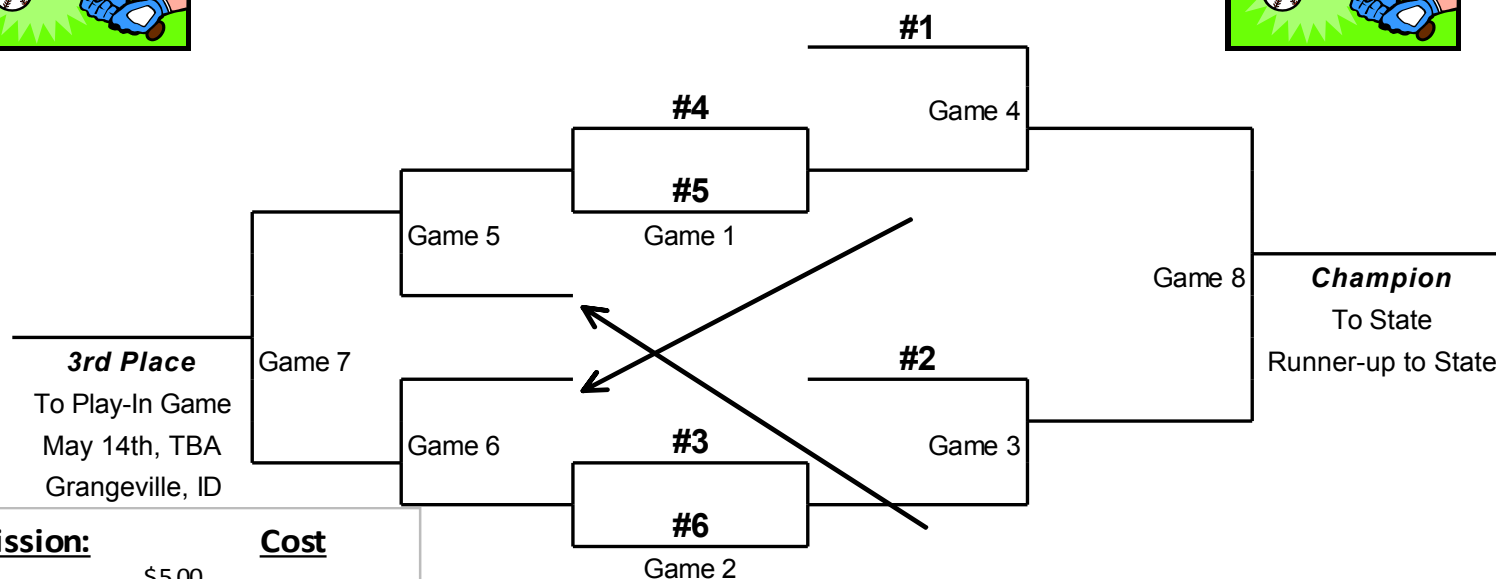 #1
Game 4
#4
#5
Game 5
Game 1
Game 8
Champion
To State
Runner-up to State
3rd Place
Game 7
#2
To Play-In Game
May 14th, TBA
Game 6
#3
Game 3
Grangeville, ID
ission:
Cost
#6
$5.00
Game 2